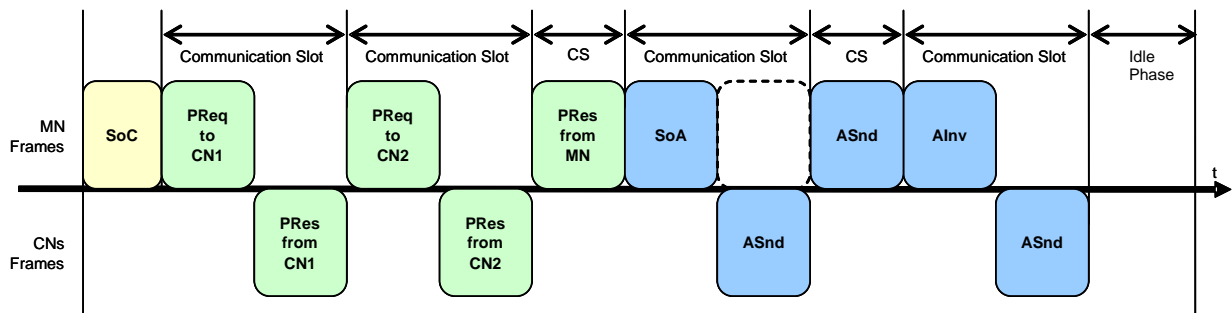 Communication Slot
Communication Slot
CS
Communication Slot
CS
Communication Slot
Idle
Phase
MN
Frames
SoC
PReq
to
CN1
PReq
to
CN2
PRes
from
MN
SoA
ASnd
AInv
t
CNs
Frames
PRes
from
CN1
PRes
from
CN2
ASnd
ASnd